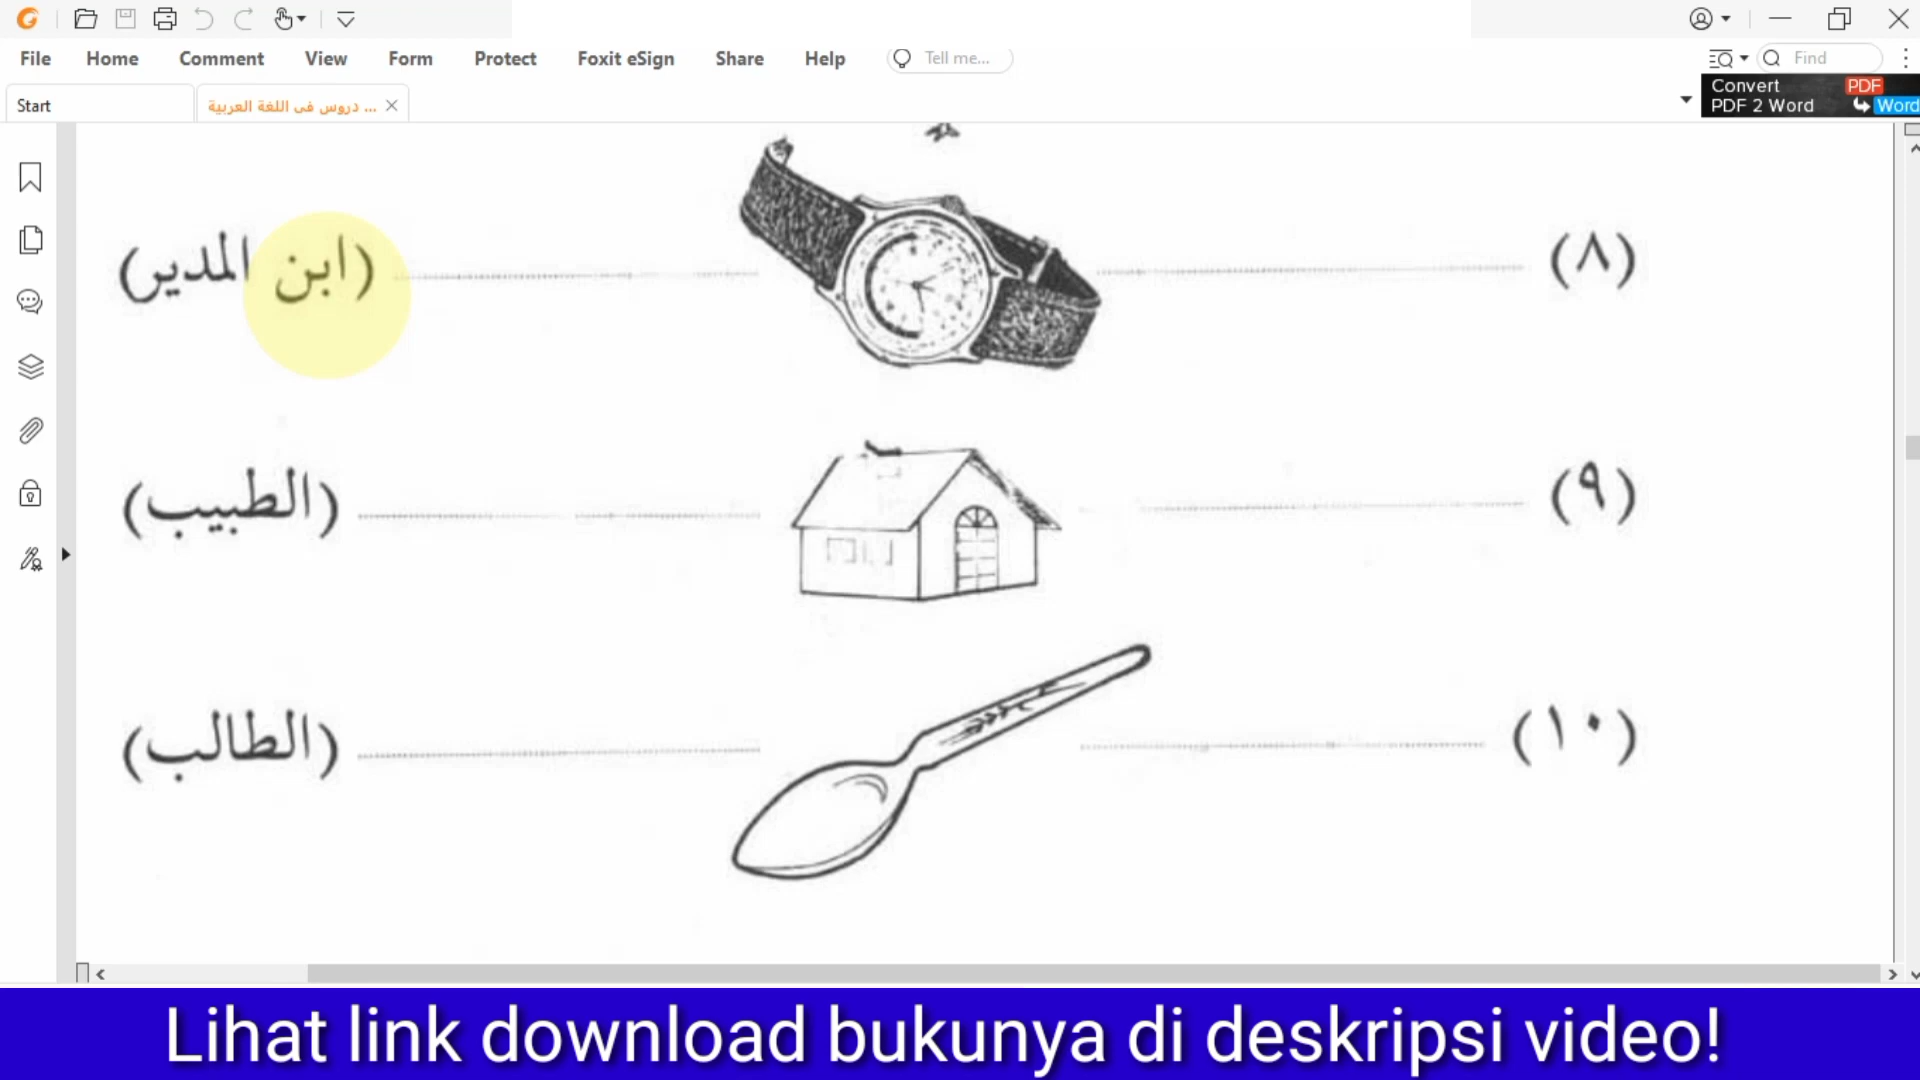 File Home Comment View Form Protect Foxit eSign Share Help Tell me... Find
Start
دروس فى اللغة العربية ...
Convert PDF
PDF 2 Word Word
(٨) (ابن المدير)
(٩) (الطبيب)
(١٠) (الطالب)
Lihat link download bukunya di deskripsi video!